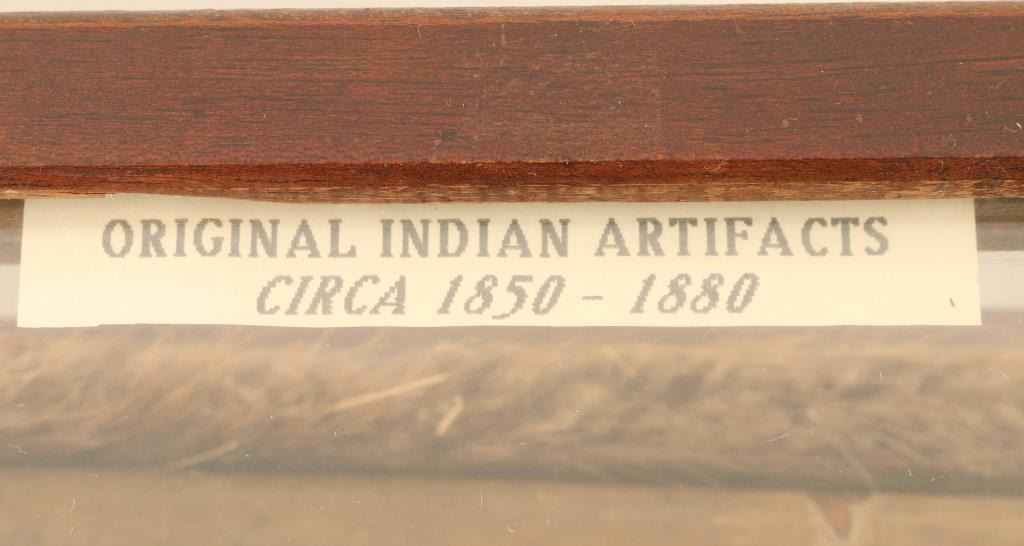 ORIGINAL INDIAN ARTIFACTS
CIRCA 1850 - 1880